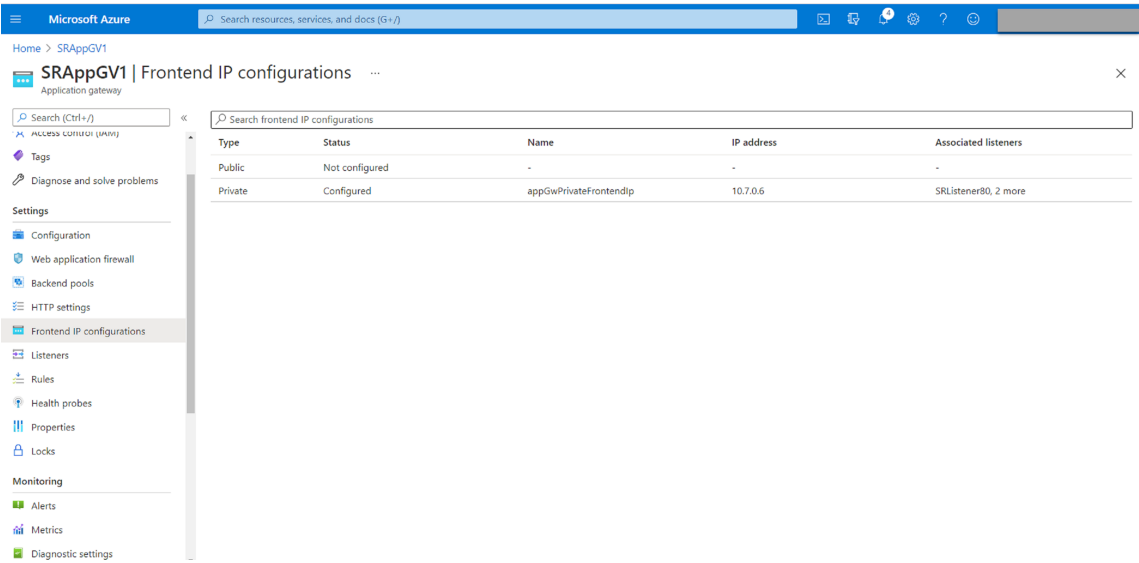 Microsoft Azure
Search resources, services, and docs (G+/)
4
Home > SRAppGV1
SRAppGV1 | Frontend IP configurations ...
Application gateway
Search (Ctrl+/)
«
Search frontend IP configurations
Access control (IAM)
Tags
Diagnose and solve problems
Settings
Configuration
Web application firewall
Backend pools
HTTP settings
Frontend IP configurations
Listeners
Rules
Health probes
Properties
Locks
Monitoring
Alerts
Metrics
Diagnostic settings
Type Status Name IP address Associated listeners
Public Not configured - - -
Private Configured appGwPrivateFrontendIp 10.7.0.6 SRListener80, 2 more